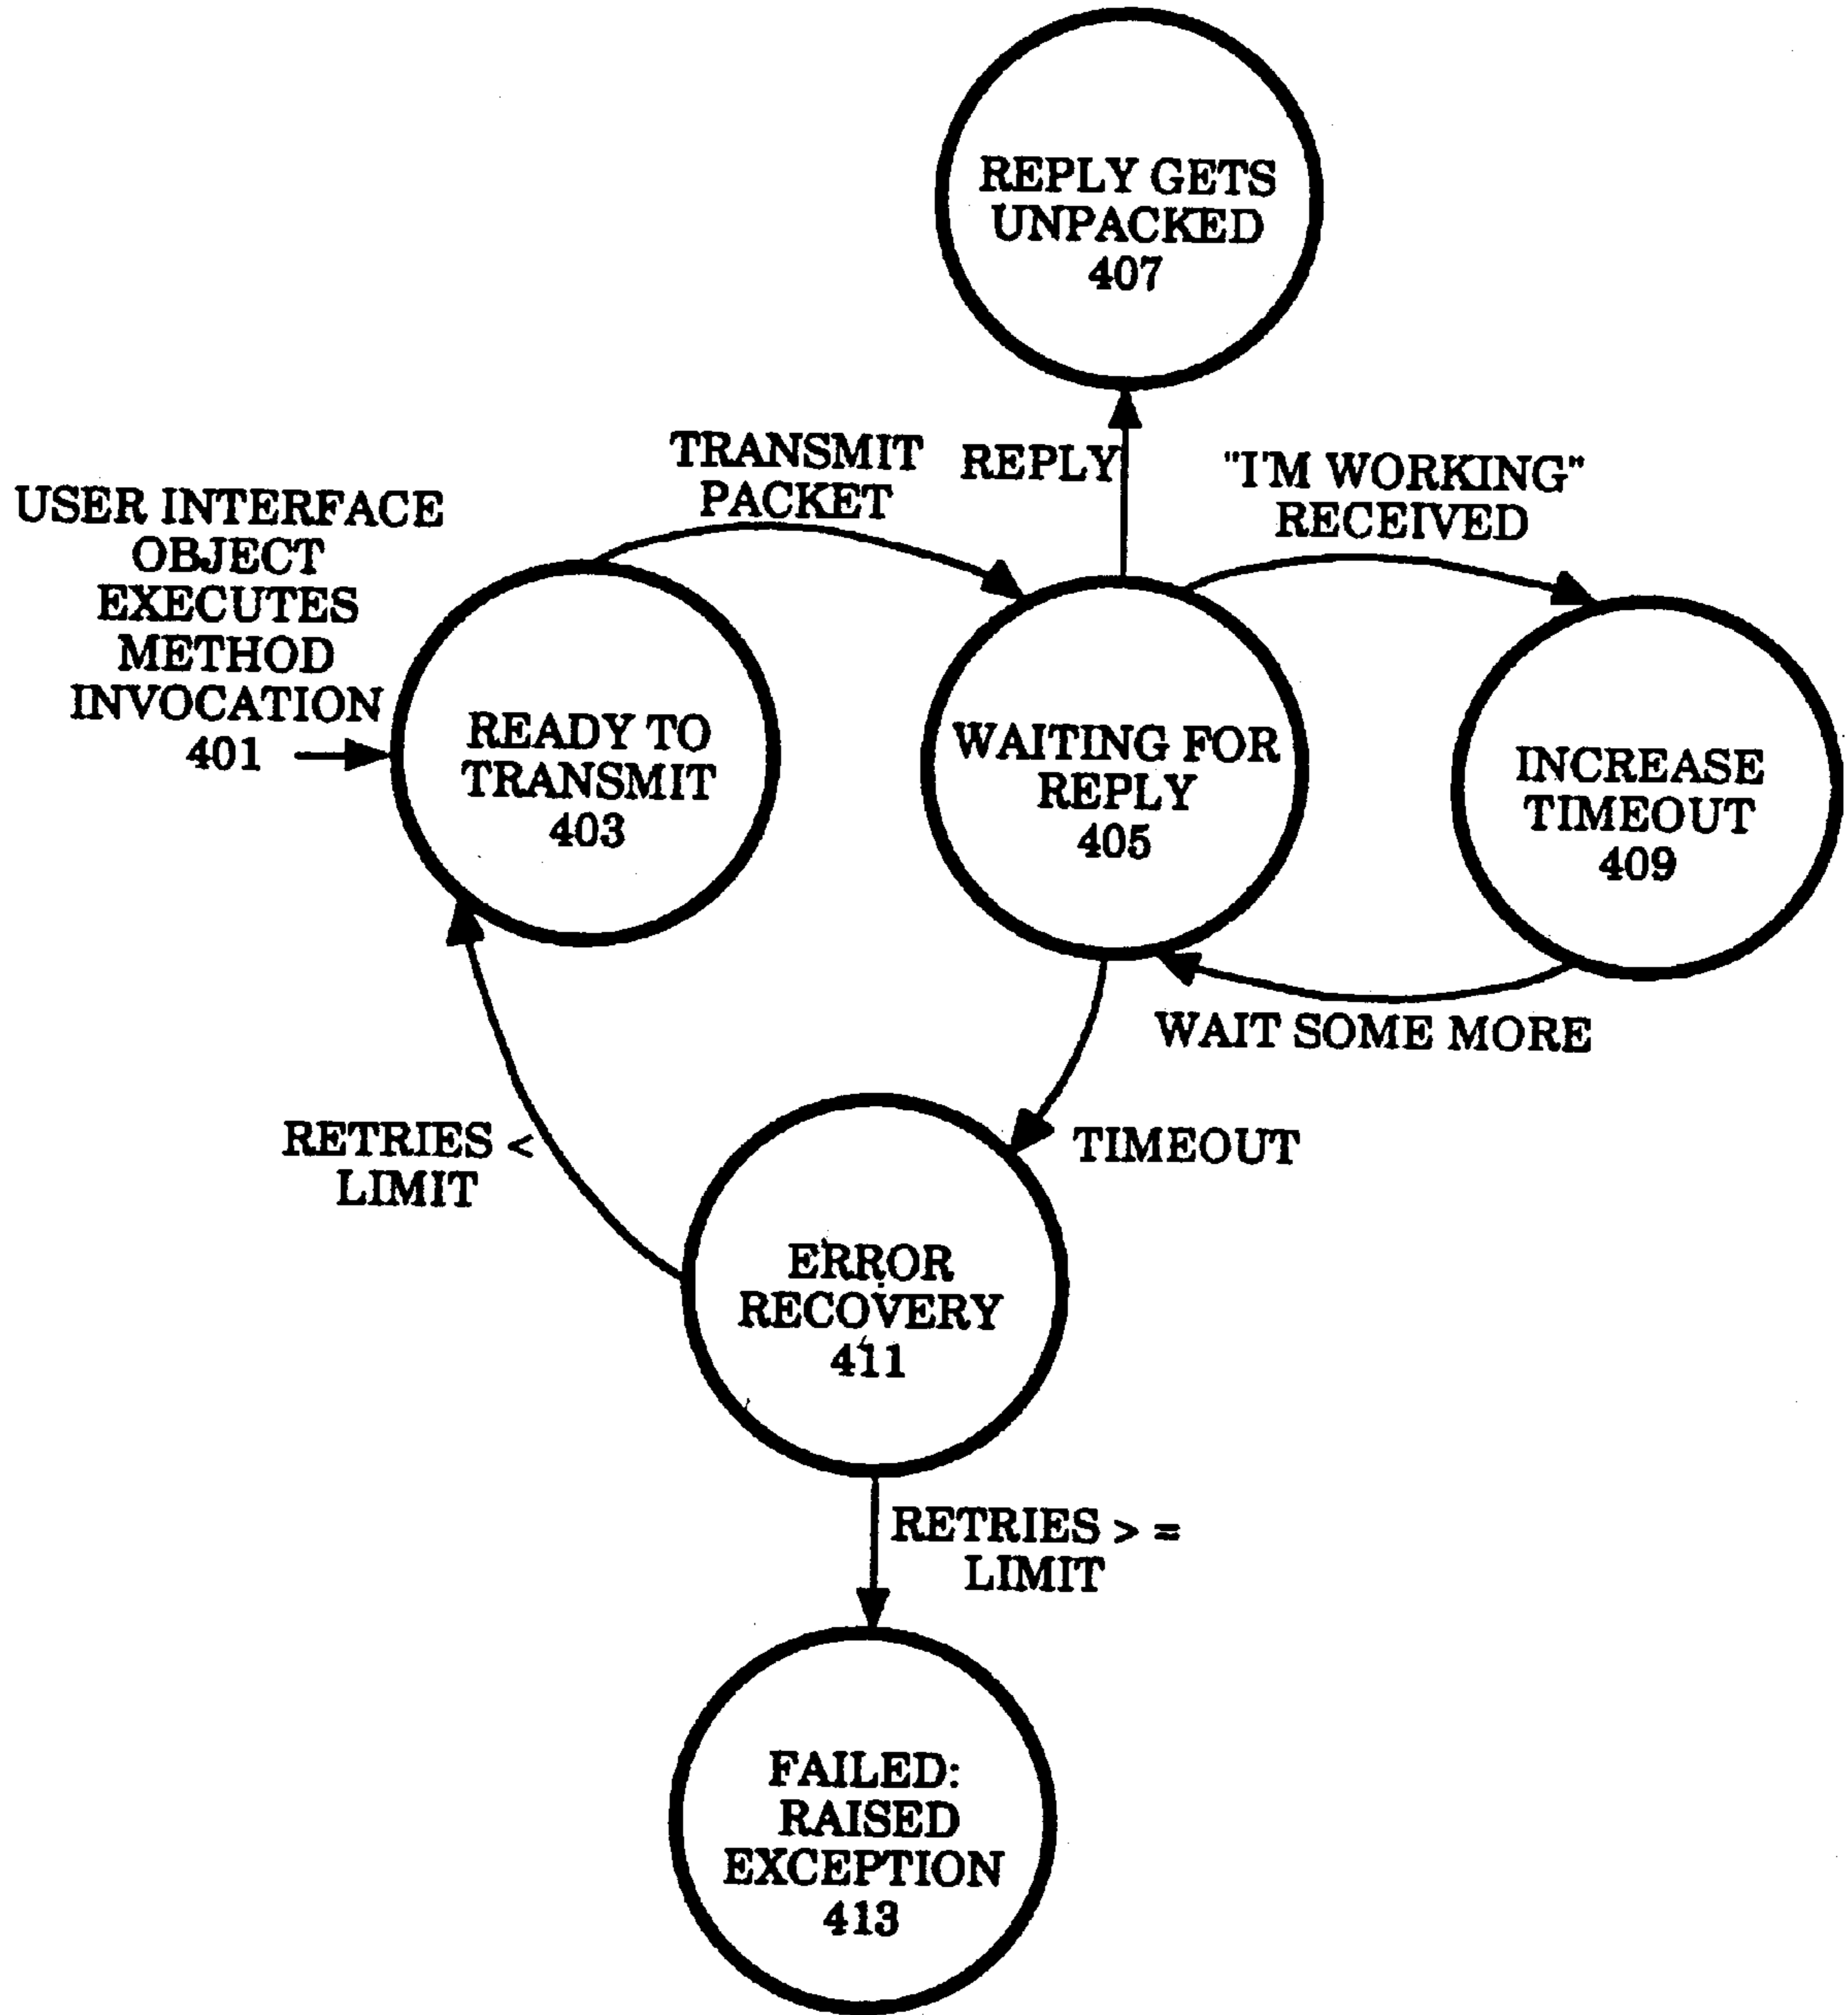 REPLY GETS
UNPACKED
407
TRANSMIT
PACKET
REPLY
"I'M WORKING"
RECEIVED
USER INTERFACE
OBJECT
EXECUTES
METHOD
INVOCATION
401
READY TO
TRANSMIT
403
WAITING FOR
REPLY
405
INCREASE
TIMEOUT
409
WAIT SOME MORE
RETRIES <
LIMIT
TIMEOUT
ERROR
RECOVERY
411
RETRIES > =
LIMIT
FAILED:
RAISED
EXCEPTION
413